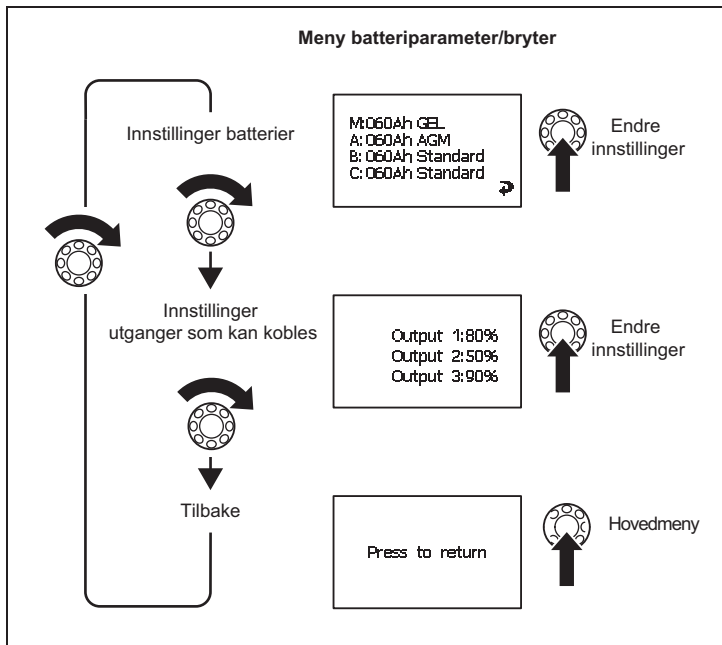 Meny batteriparameter/bryter
Innstillinger batterier
M:060Ah GEL
A:060Ah AGM
B:060Ah Standard
C:060Ah Standard
Endre
innstillinger
Innstillinger
utganger som kan kobles
Output 1:80%
Output 2:50%
Output 3:90%
Endre
innstillinger
Tilbake
Press to return
Hovedmeny